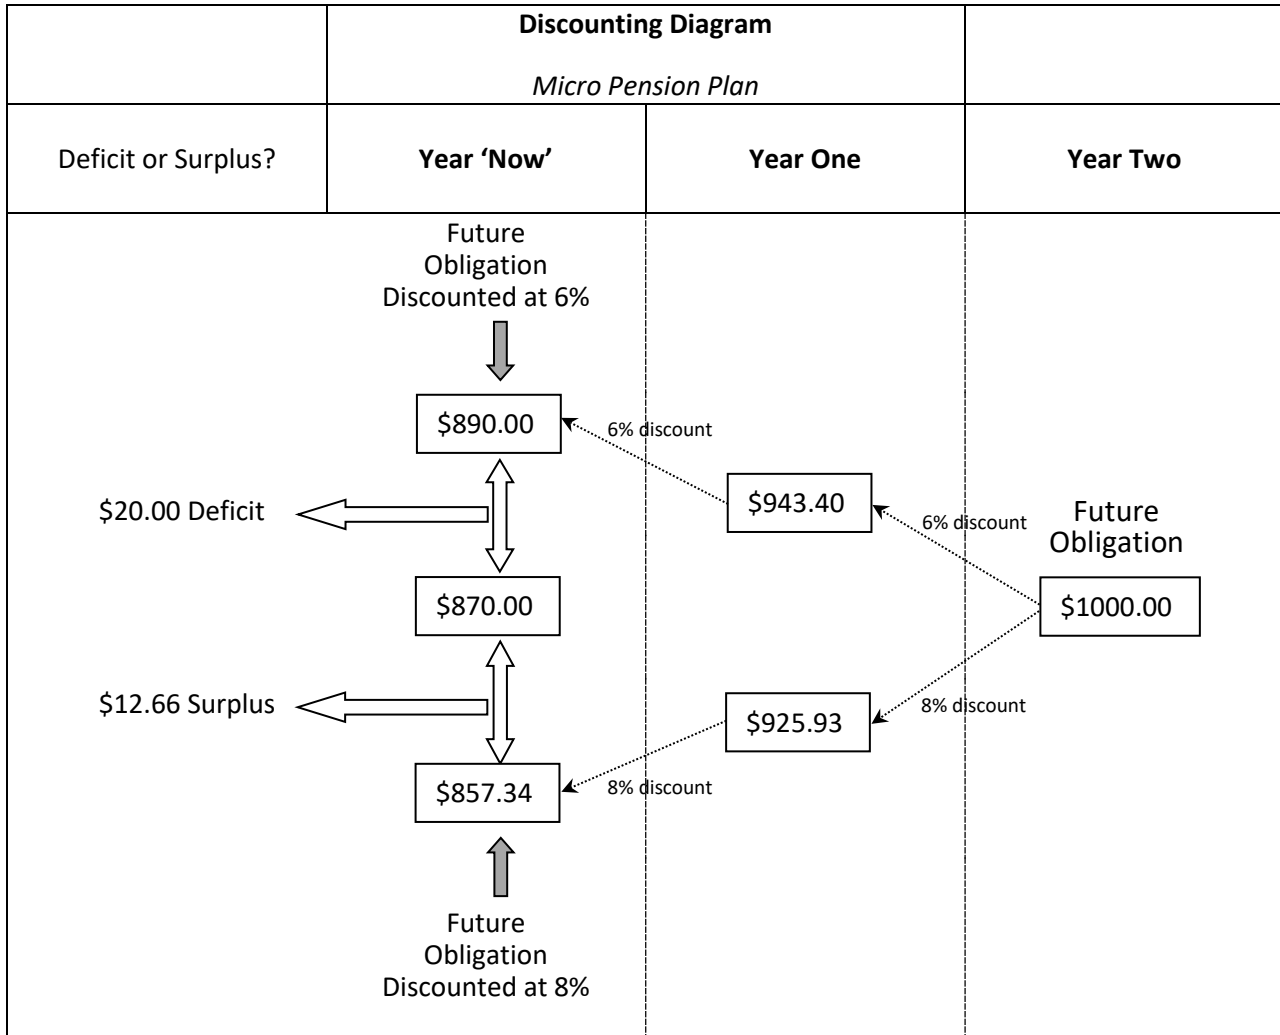 Discounting Diagram
Micro Pension Plan
Deficit or Surplus?
Year ‘Now’
Year One
Year Two
Future
Obligation
Discounted at 6%
$890.00
6% discount
$20.00 Deficit
$943.40
6% discount
Future
Obligation
$870.00
$1000.00
$12.66 Surplus
$925.93
8% discount
$857.34
8% discount
Future
Obligation
Discounted at 8%